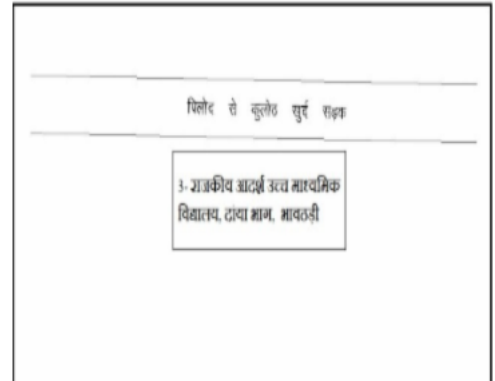 पिलोद से कुलोठ खुर्द सड़क
3- राजकीय आदर्श उच्च माध्यमिक
विद्यालय, दांया भाग, भावठड़ी